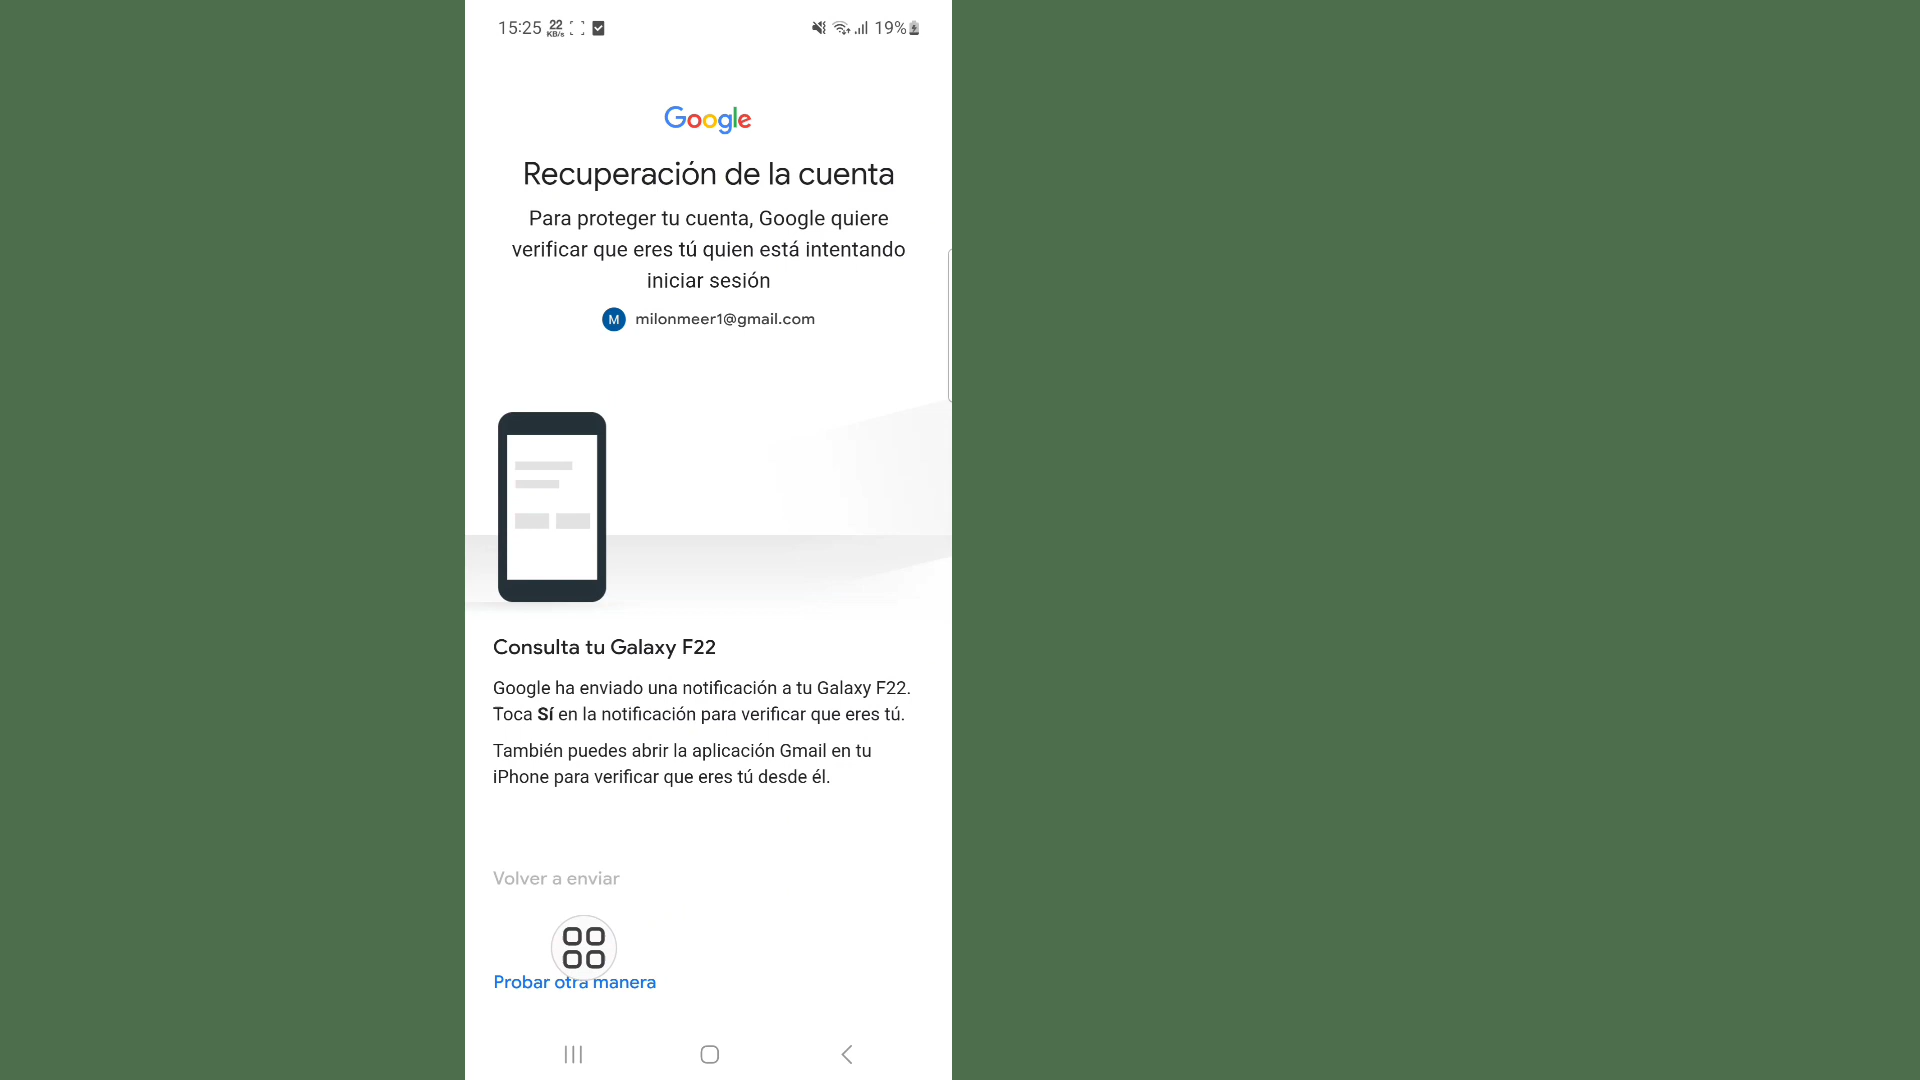 15:25 22 KB/s 19%
Google
Recuperación de la cuenta
Para proteger tu cuenta, Google quiere
verificar que eres tú quien está intentando
iniciar sesión
M milonmeer1@gmail.com
Consulta tu Galaxy F22
Google ha enviado una notificación a tu Galaxy F22.
Toca Sí en la notificación para verificar que eres tú.
También puedes abrir la aplicación Gmail en tu
iPhone para verificar que eres tú desde él.
Volver a enviar
Probar otra manera